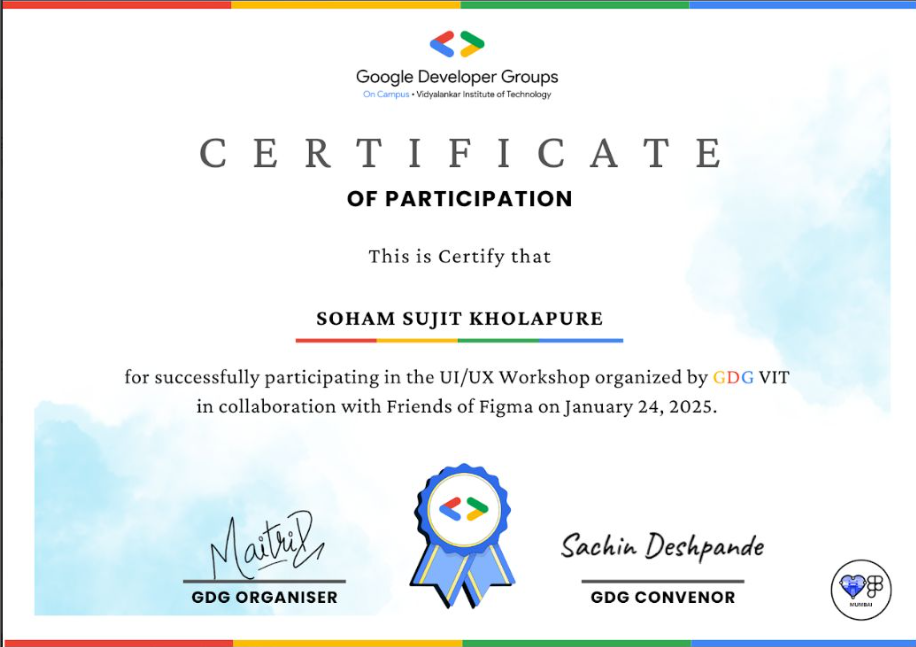 Google Developer Groups
On Campus • Vidyalankar Institute of Technology
CERTIFICATE
OF PARTICIPATION
This is Certify that
SOHAM SUJIT KHOLAPURE
for successfully participating in the UI/UX Workshop organized by GDG VIT
in collaboration with Friends of Figma on January 24, 2025.
MaitriD
Sachin Deshpande
GDG ORGANISER
GDG CONVENOR
MUMBAI